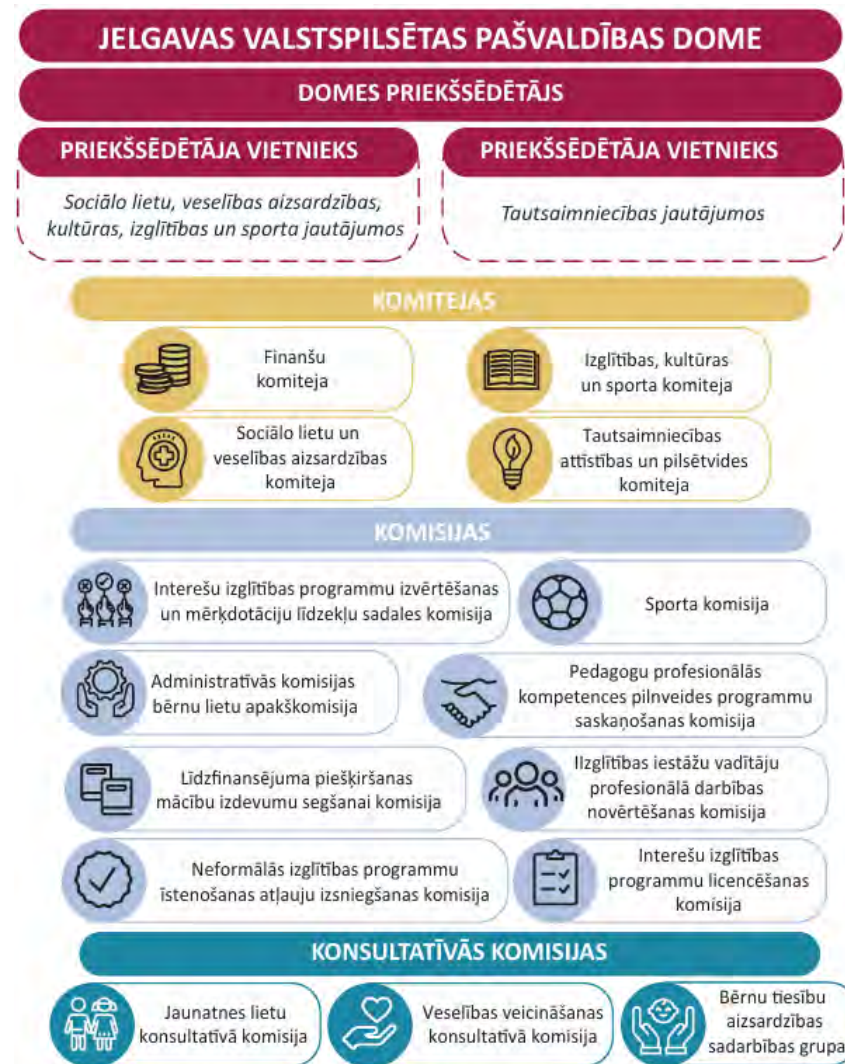 JELGAVAS VALSTSPILSĒTAS PAŠVALDĪBAS DOME
DOMES PRIEKŠSĒDĒTĀJS
PRIEKŠSĒDĒTĀJA VIETNIEKS
Sociālo lietu, veselības aizsardzības,
kultūras, izglītības un sporta jautājumos
PRIEKŠSĒDĒTĀJA VIETNIEKS
Tautsaimniecības jautājumos
KOMITEJAS
Finanšu
komiteja
Izglītības, kultūras
un sporta komiteja
Sociālo lietu un
veselības aizsardzības
komiteja
Tautsaimniecības
attīstības un pilsētvides
komiteja
KOMISIJAS
Interešu izglītības programmu izvērtēšanas
un mērķdotāciju līdzekļu sadales komisija
Sporta komisija
Administratīvās komisijas
bērnu lietu apakškomisija
Pedagogu profesionālās
kompetences pilnveides programmu
saskaņošanas komisija
Līdzfinansējuma piešķiršanas
mācību izdevumu segšanai komisija
Ilzglītības iestāžu vadītāju
profesionālā darbības
novērtēšanas komisija
Neformālās izglītības programmu
īstenošanas atļauju izsniegšanas komisija
Interešu izglītības
programmu licencēšanas
komisija
KONSULTATĪVĀS KOMISIJAS
Jaunatnes lietu
konsultatīvā komisija
Veselības veicināšanas
konsultatīvā komisija
Bērnu tiesību
aizsardzības
sadarbības grupa